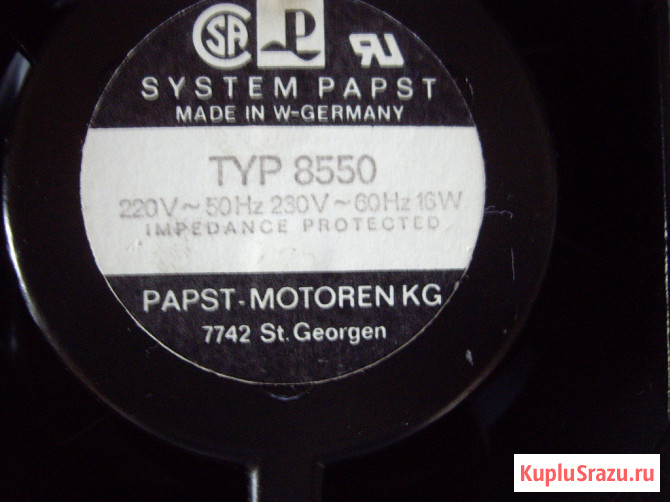 SYSTEM PAPST
MADE IN W-GERMANY
TYP 8550
220V~50Hz 230V~60Hz 16W
IMPEDANCE PROTECTED
PAPST-MOTOREN KG
7742 St. Georgen
KupluSrazu.ru